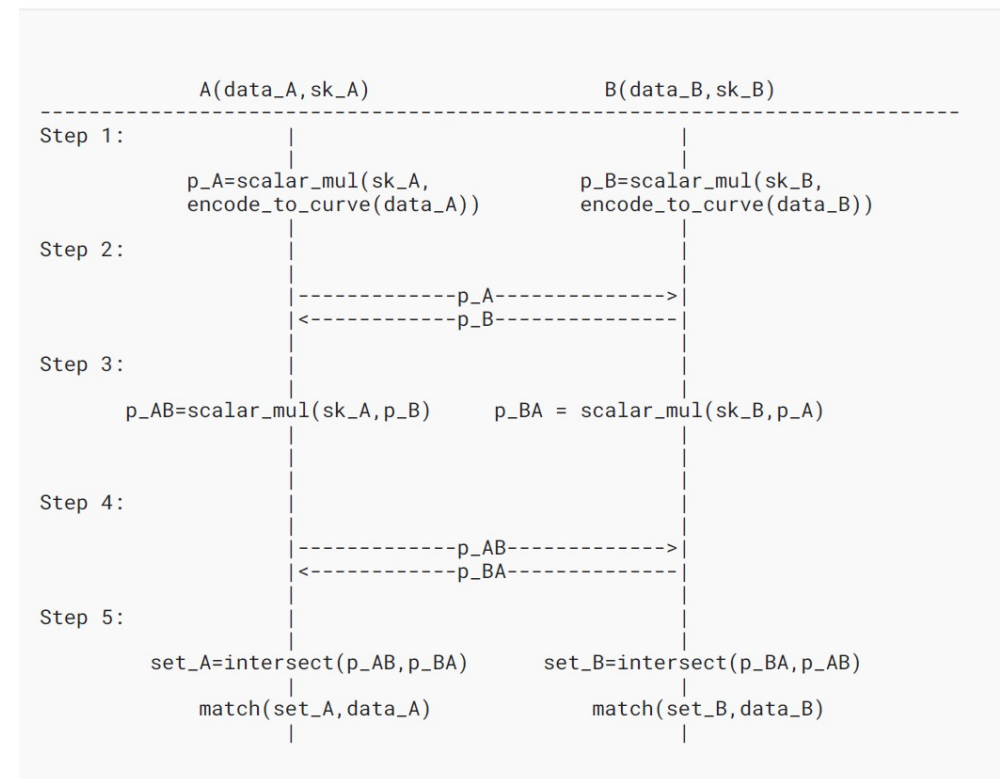 A(data_A,sk_A) B(data_B,sk_B)
---------------------------------------------------------------------------
Step 1: | |
| |
p_A=scalar_mul(sk_A, p_B=scalar_mul(sk_B,
encode_to_curve(data_A)) encode_to_curve(data_B))
| |
Step 2: | |
| |
|-------------p_A-------------->|
|<------------p_B---------------|
| |
Step 3: | |
| |
p_AB=scalar_mul(sk_A,p_B) p_BA = scalar_mul(sk_B,p_A)
| |
| |
| |
Step 4: | |
| |
|-------------p_AB------------->|
|<------------p_BA--------------|
| |
Step 5: | |
| |
set_A=intersect(p_AB,p_BA) set_B=intersect(p_BA,p_AB)
| |
match(set_A,data_A) match(set_B,data_B)
| |